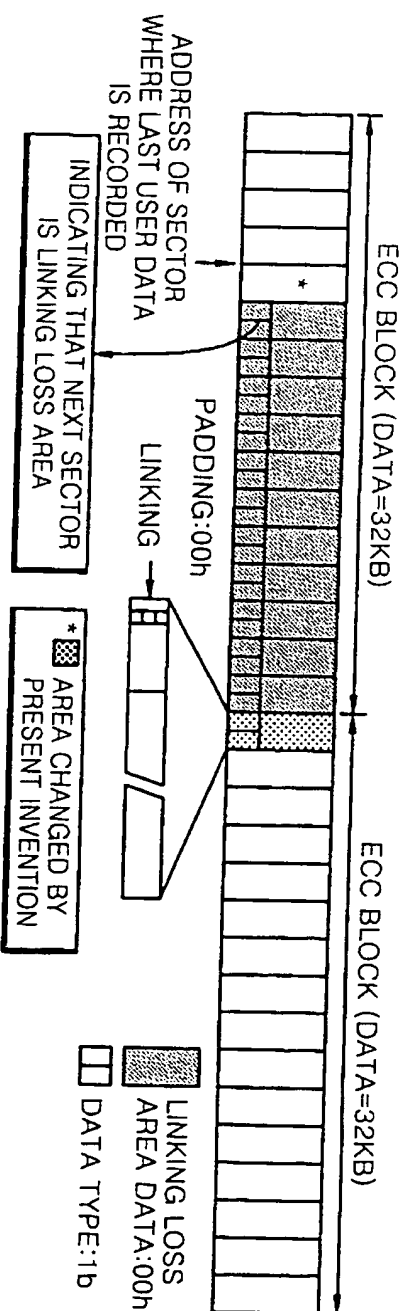 ECC BLOCK (DATA=32KB)
ECC BLOCK (DATA=32KB)
*
ADDRESS OF SECTOR
WHERE LAST USER DATA
IS RECORDED
PADDING:00h
LINKING
INDICATING THAT NEXT SECTOR
IS LINKING LOSS AREA
* AREA CHANGED BY
PRESENT INVENTION
LINKING LOSS
AREA DATA:00h
DATA TYPE:1b